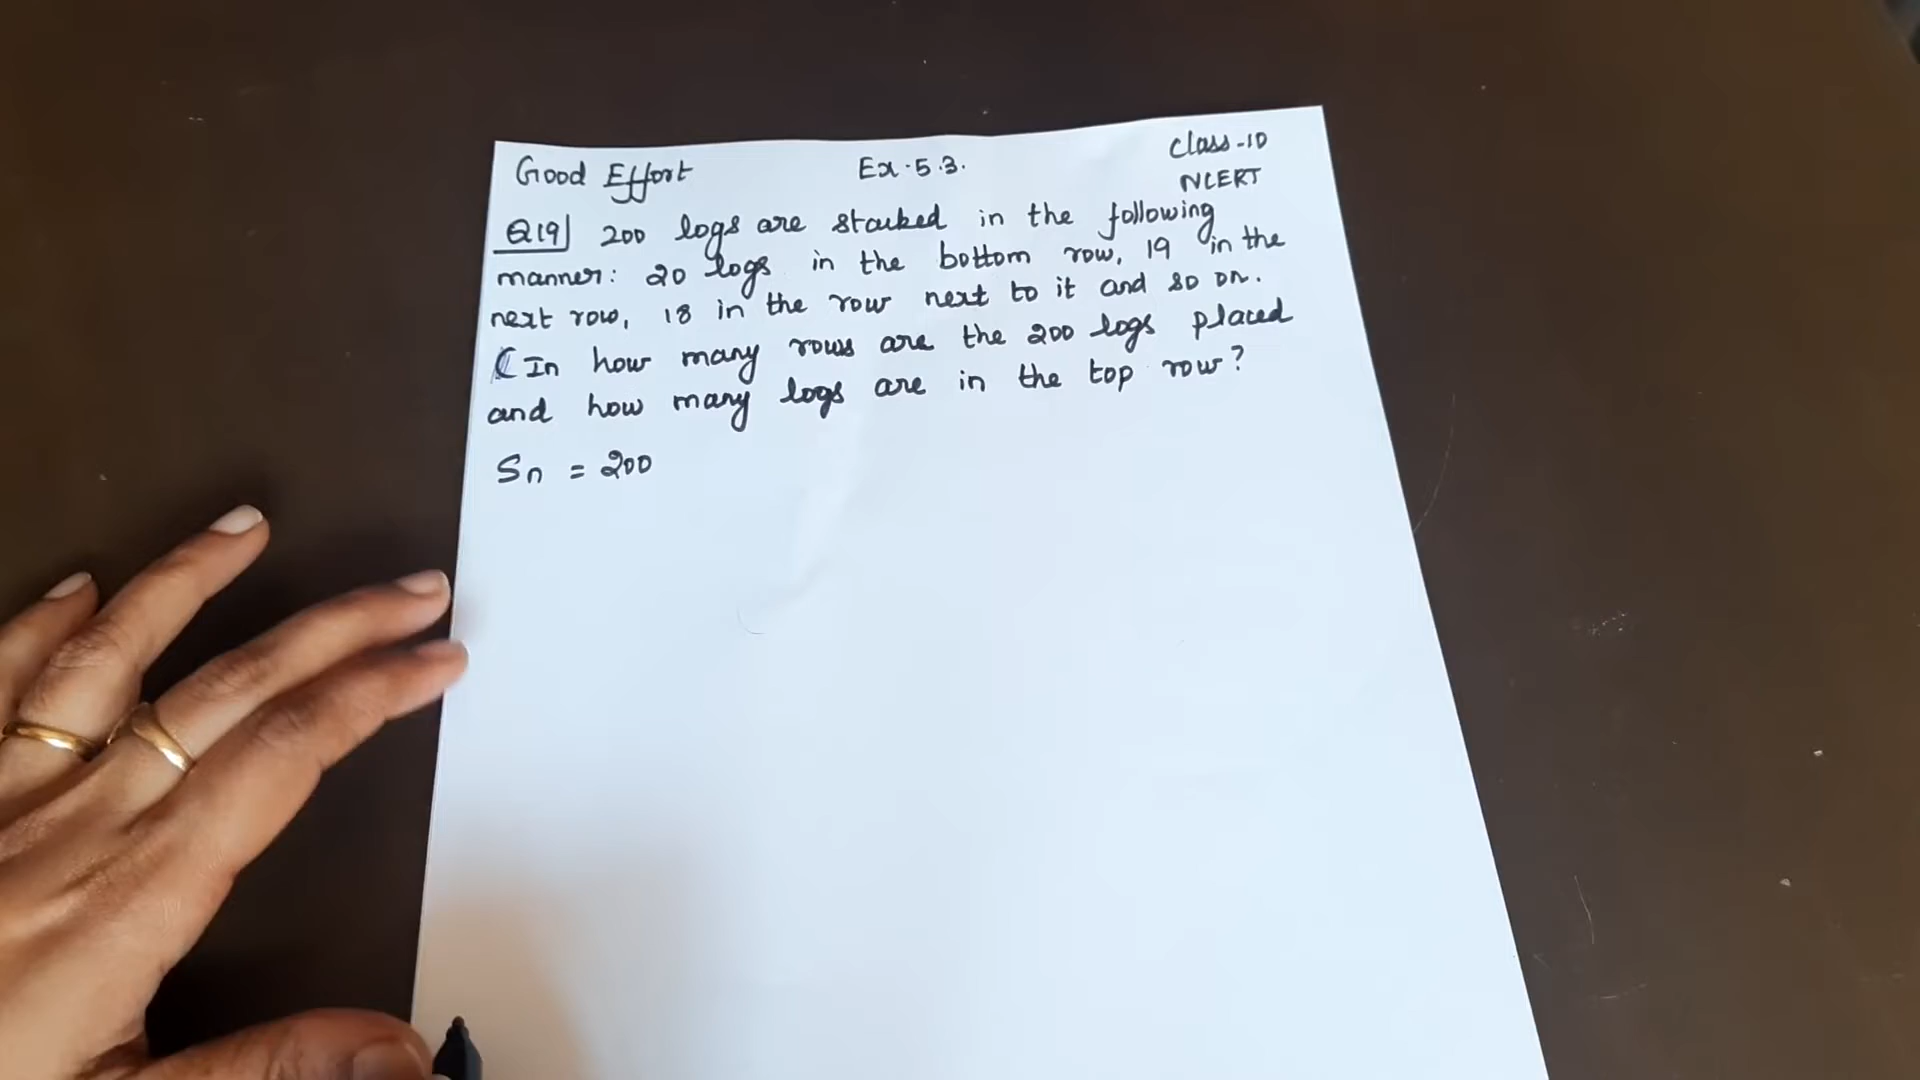 Good Effort Ex. 5.3. Class-10
NCERT
Q19 200 logs are stacked in the following
manner: 20 logs in the bottom row, 19 in the
next row, 18 in the row next to it and so on.
(In how many rows are the 200 logs placed
and how many logs are in the top row?
Sn = 200